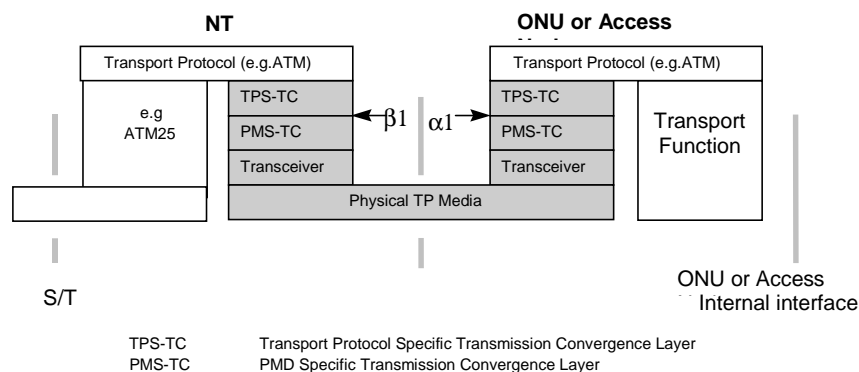 NT
ONU or Access
Transport Protocol (e.g.ATM)
Transport Protocol (e.g.ATM)
e.g
ATM25
TPS-TC
PMS-TC
Transceiver
β1
α1
TPS-TC
PMS-TC
Transceiver
Transport
Function
Physical TP Media
S/T
ONU or Access
Internal interface
TPS-TC Transport Protocol Specific Transmission Convergence Layer
PMS-TC PMD Specific Transmission Convergence Layer